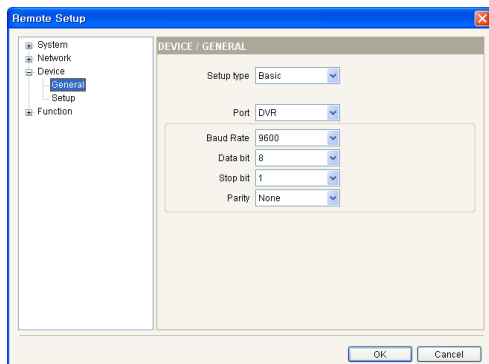 Remote Setup
System
Network
Device
General
Setup
Function
DEVICE / GENERAL
Setup type Basic
Port DVR
Baud Rate 9600
Data bit 8
Stop bit 1
Parity None
OK Cancel